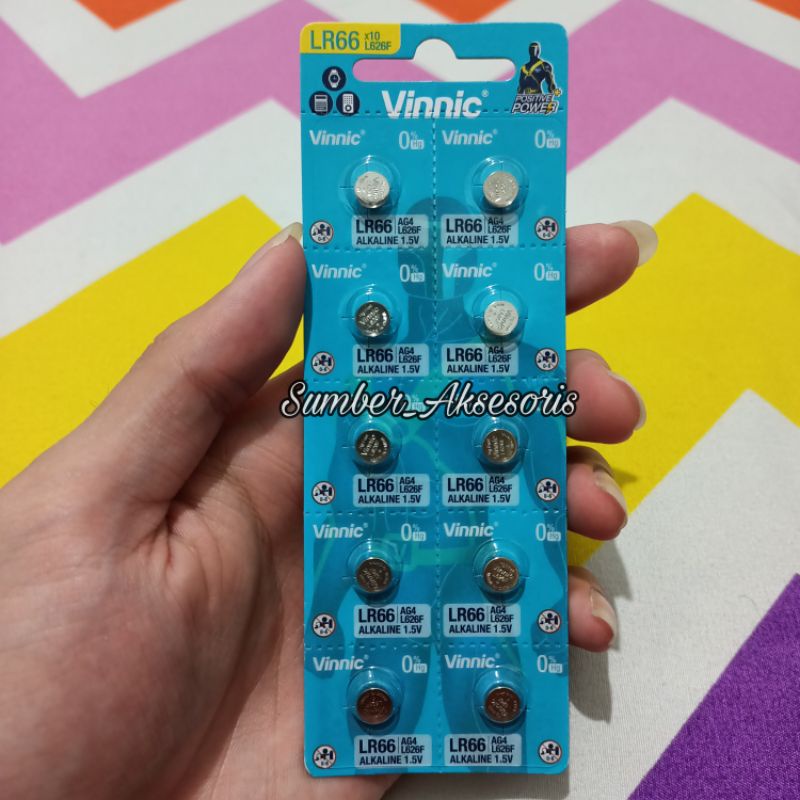 LR66 x10 L626F
Vinnic®
POSITIVE POWER
Vinnic® 0% Hg Vinnic® 0% Hg
LR66 AG4 L626F LR66 AG4 L626F
ALKALINE 1.5V ALKALINE 1.5V
Vinnic® 0% Hg Vinnic® 0% Hg
LR66 AG4 L626F LR66 AG4 L626F
ALKALINE 1.5V ALKALINE 1.5V
Sumber_Aksesoris
LR66 AG4 L626F LR66 AG4 L626F
ALKALINE 1.5V ALKALINE 1.5V
Vinnic® 0% Hg Vinnic® 0% Hg
LR66 AG4 L626F LR66 AG4 L626F
ALKALINE 1.5V ALKALINE 1.5V
Vinnic® 0% Hg Vinnic® 0% Hg
LR66 AG4 L626F LR66 AG4 L626F
ALKALINE 1.5V ALKALINE 1.5V